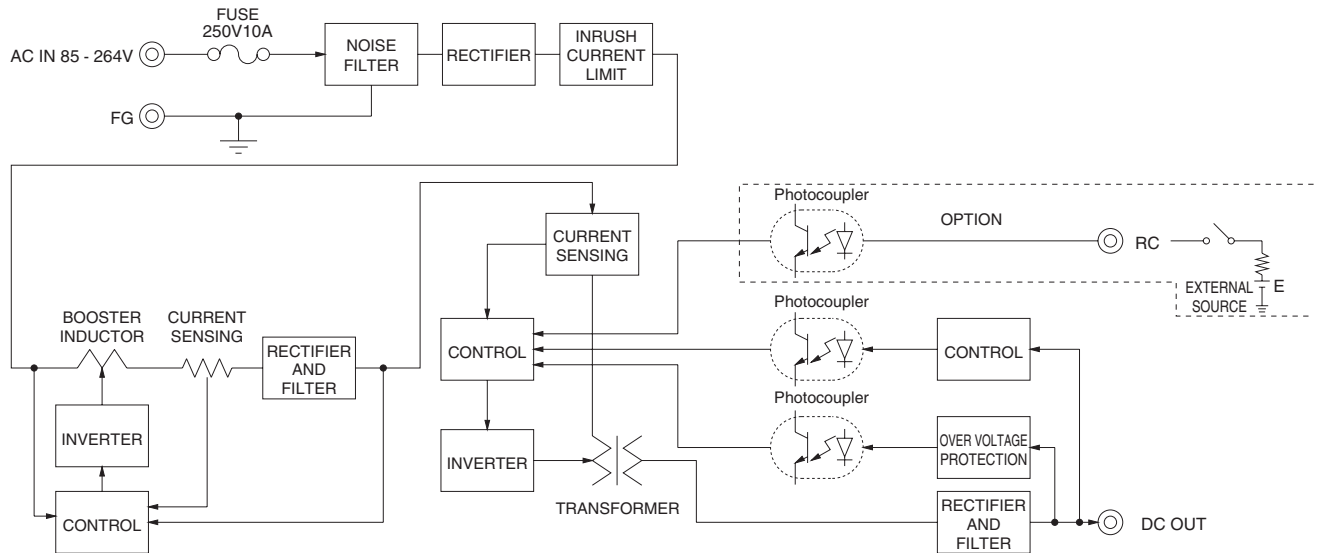 FUSE
250V10A
AC IN 85 - 264V
NOISE
FILTER
RECTIFIER
INRUSH
CURRENT
LIMIT
FG
Photocoupler
OPTION
RC
CURRENT
SENSING
EXTERNAL
SOURCE
E
BOOSTER
INDUCTOR
CURRENT
SENSING
RECTIFIER
AND
FILTER
CONTROL
Photocoupler
CONTROL
Photocoupler
INVERTER
INVERTER
OVER VOLTAGE
PROTECTION
TRANSFORMER
CONTROL
RECTIFIER
AND
FILTER
DC OUT